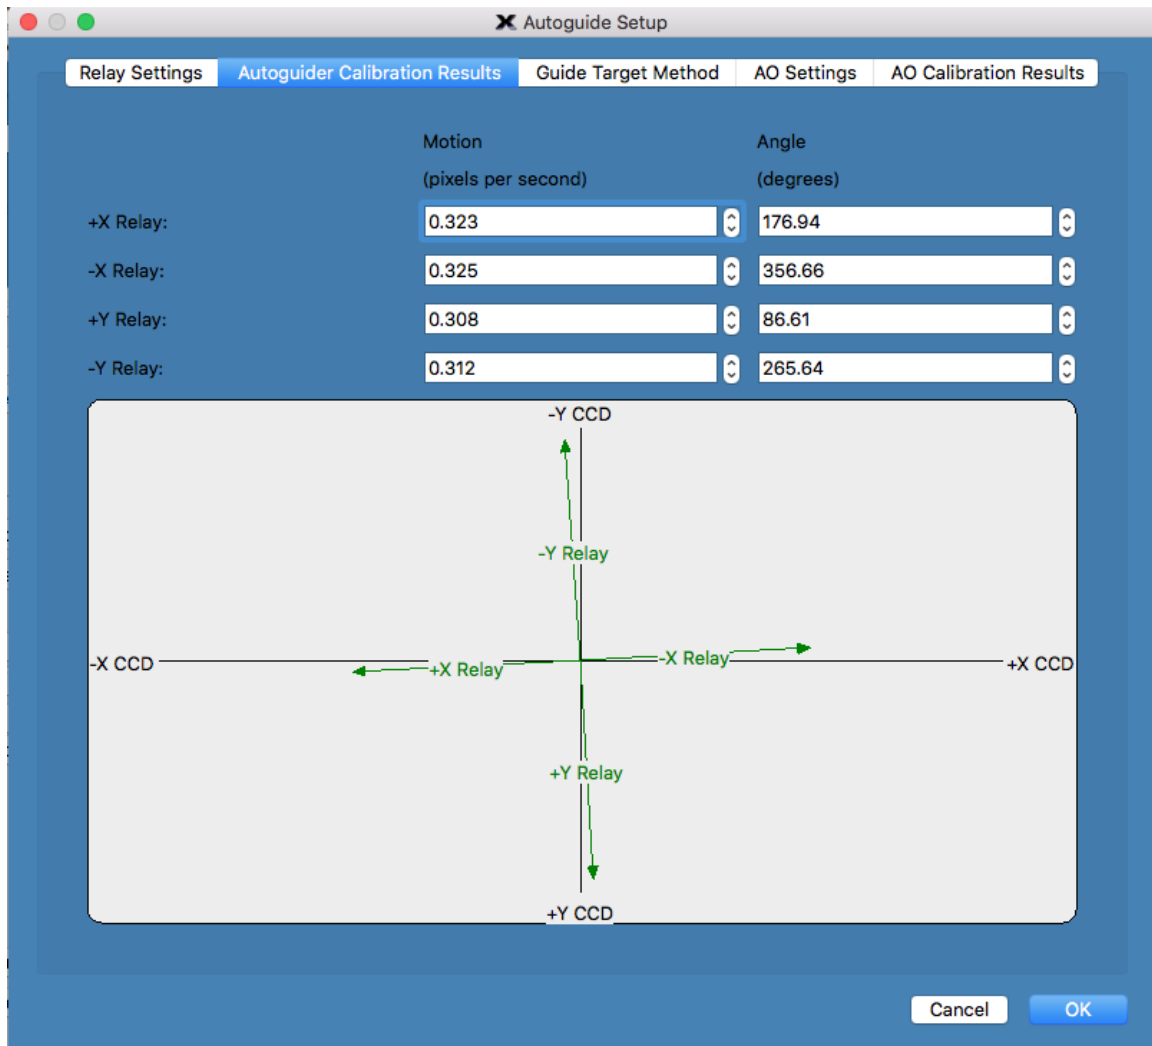 Autoguide Setup
Relay Settings Autoguider Calibration Results Guide Target Method AO Settings AO Calibration Results
Motion Angle
(pixels per second) (degrees)
+X Relay: 0.323 176.94
-X Relay: 0.325 356.66
+Y Relay: 0.308 86.61
-Y Relay: 0.312 265.64
-Y CCD
-Y Relay
-X CCD +X Relay -X Relay +X CCD
+Y Relay
+Y CCD
Cancel OK